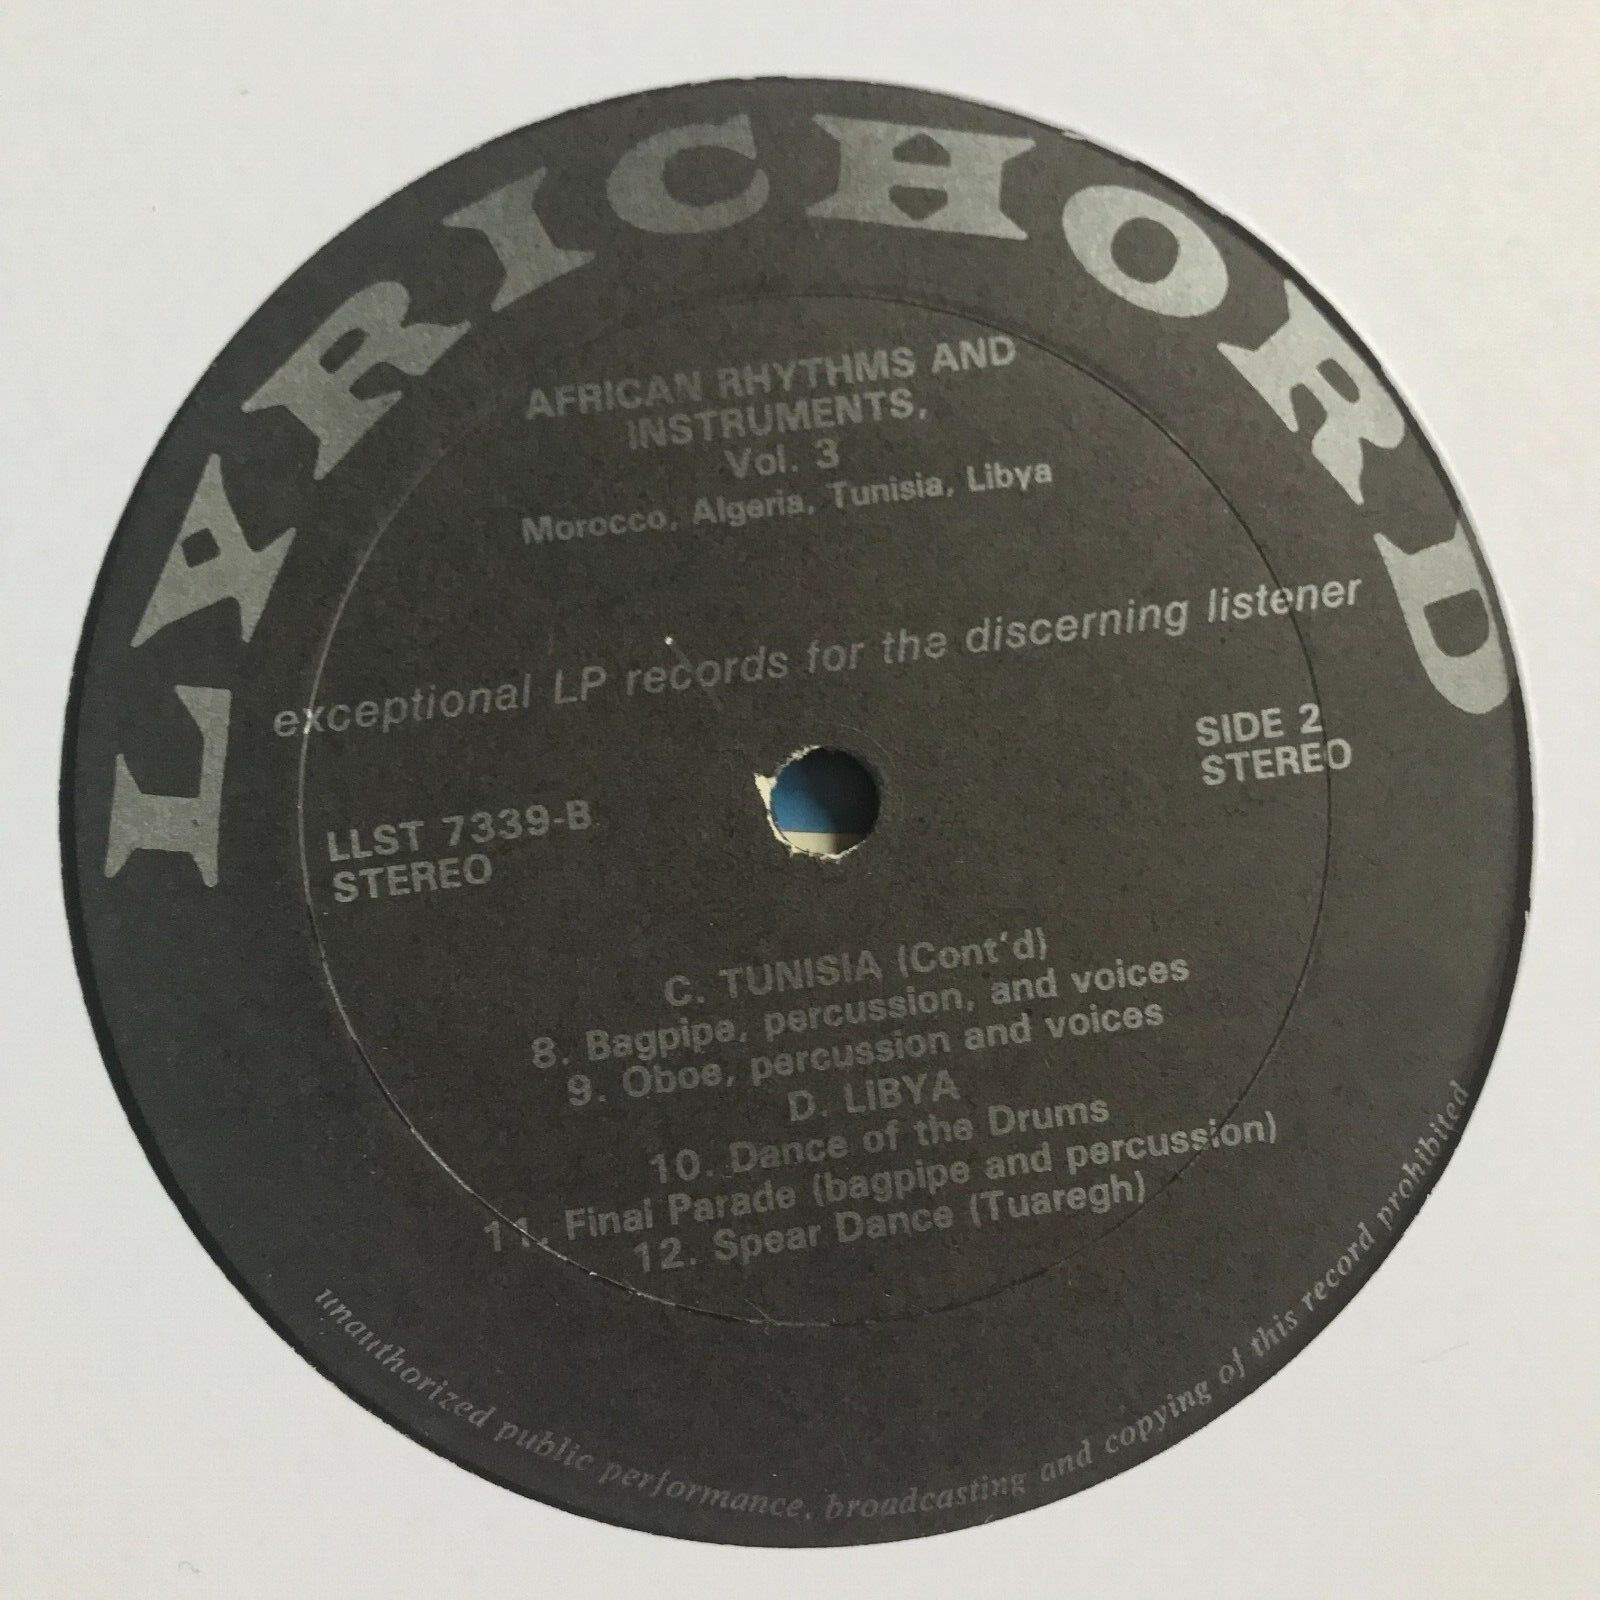 LYRICHORD
AFRICAN RHYTHMS AND
INSTRUMENTS,
Vol. 3
Morocco, Algeria, Tunisia, Libya
exceptional LP records for the discerning listener
SIDE 2
STEREO
LLST 7339-B
STEREO
C. TUNISIA (Cont'd)
8. Bagpipe, percussion, and voices
9. Oboe, percussion and voices
D. LIBYA
10. Dance of the Drums
11. Final Parade (bagpipe and percussion)
12. Spear Dance (Tuaregh)
unauthorized public performance, broadcasting and copying of this record prohibited